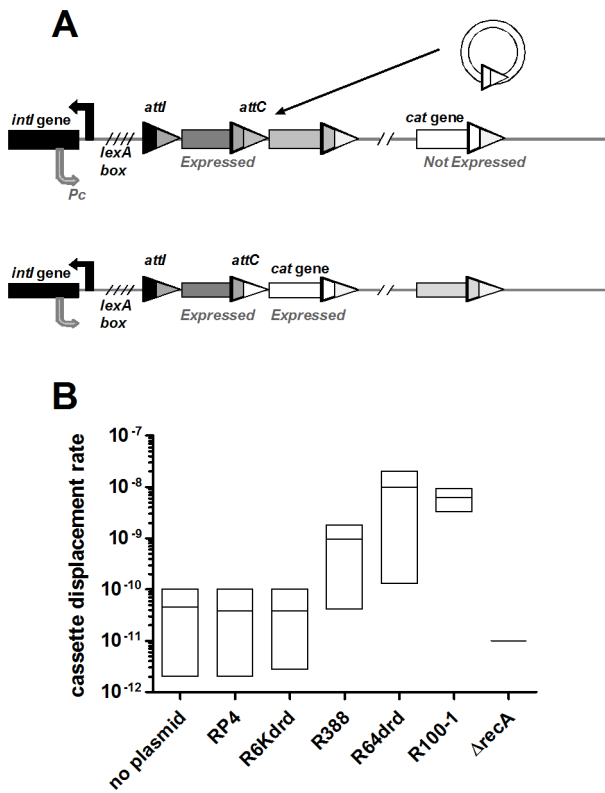 A
intI gene
attI
attC
cat gene
lexA
box
Expressed
Not Expressed
Pc
intI gene
attI
attC
cat gene
lexA
box
Expressed
Expressed
B
cassette displacement rate
10-7
10-8
10-9
10-10
10-11
10-12
no plasmid
RP4
R6Kdrd
R388
R64drd
R100-1
ΔrecA